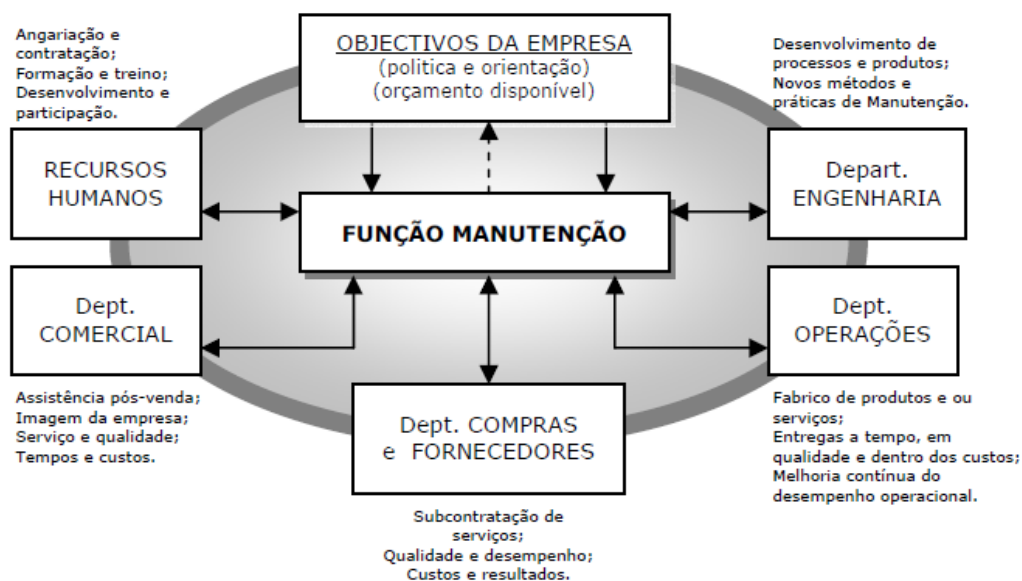 Angariação e
contratação;
Formação e treino;
Desenvolvimento e
participação.
OBJECTIVOS DA EMPRESA
(politica e orientação)
(orçamento disponível)
Desenvolvimento de
processos e produtos;
Novos métodos e
práticas de Manutenção.
RECURSOS
HUMANOS
FUNÇÃO MANUTENÇÃO
Depart.
ENGENHARIA
Dept.
COMERCIAL
Dept.
OPERAÇÕES
Assistência pós-venda;
Imagem da empresa;
Serviço e qualidade;
Tempos e custos.
Dept. COMPRAS
e FORNECEDORES
Fabrico de produtos e ou
serviços;
Entregas a tempo, em
qualidade e dentro dos custos;
Melhoria contínua do
desempenho operacional.
Subcontratação de
serviços;
Qualidade e desempenho;
Custos e resultados.